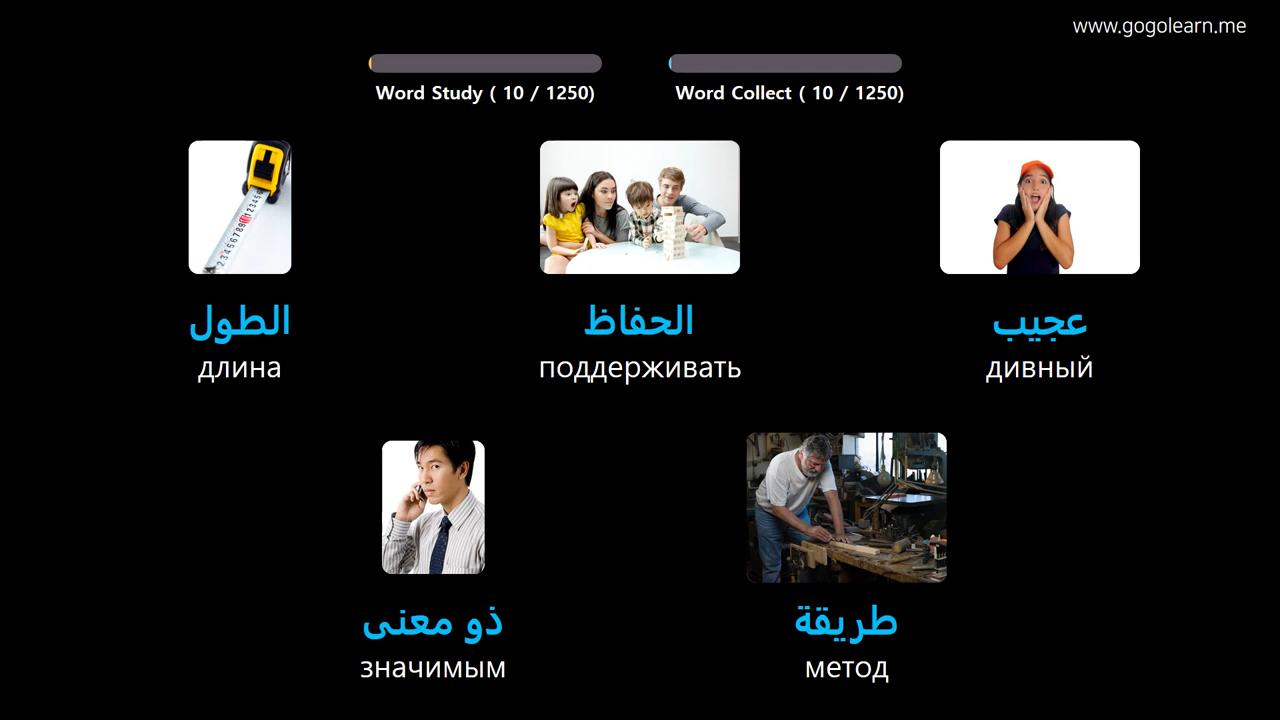 www.gogolearn.me
Word Study ( 10 / 1250)
Word Collect ( 10 / 1250)
الطول
длина
الحفاظ
поддерживать
عجيب
дивный
ذو معنى
значимым
طريقة
метод